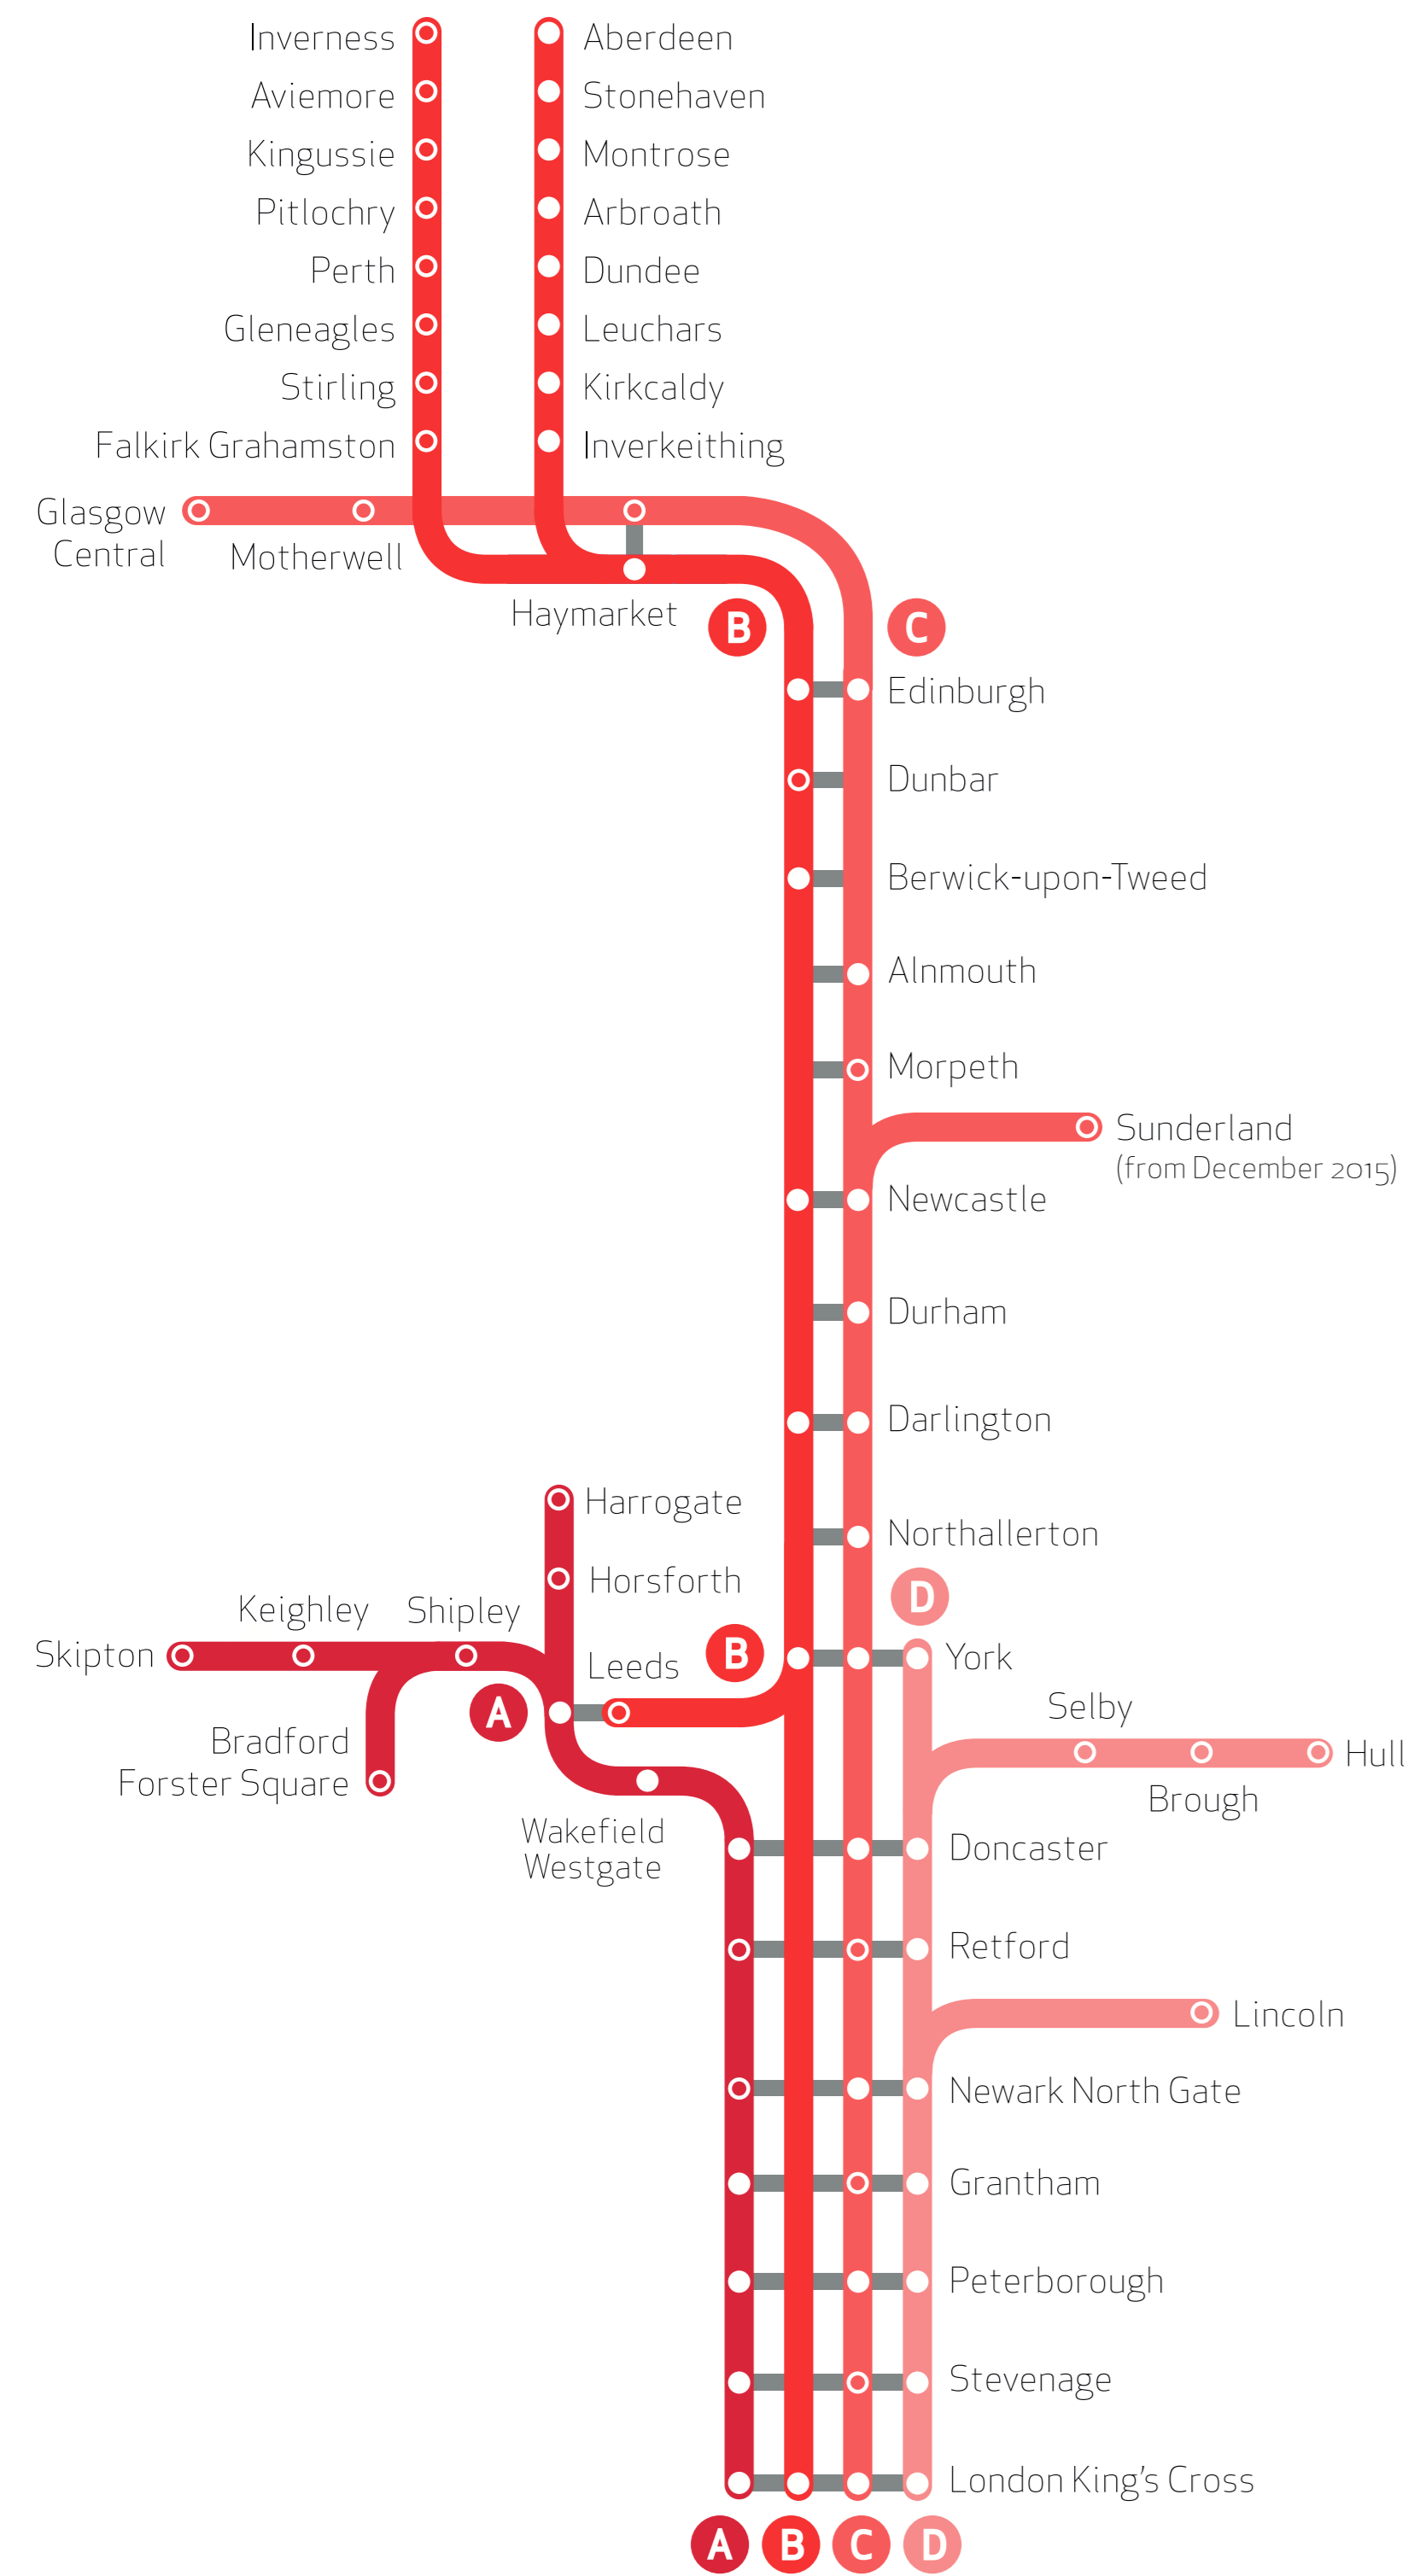 Inverness
Aberdeen
Aviemore
Stonehaven
Kingussie
Montrose
Pitlochry
Arbroath
Perth
Dundee
Gleneagles
Leuchars
Stirling
Kirkcaldy
Falkirk Grahamston
Inverkeithing
Glasgow
Central
Motherwell
Haymarket
B
C
Edinburgh
Dunbar
Berwick-upon-Tweed
Alnmouth
Morpeth
Sunderland
(from December 2015)
Newcastle
Durham
Darlington
Harrogate
Northallerton
Horsforth
D
Keighley
Shipley
Skipton
Leeds
B
York
A
Selby
Bradford
Forster Square
Hull
Brough
Wakefield
Westgate
Doncaster
Retford
Lincoln
Newark North Gate
Grantham
Peterborough
Stevenage
London King's Cross
A
B
C
D